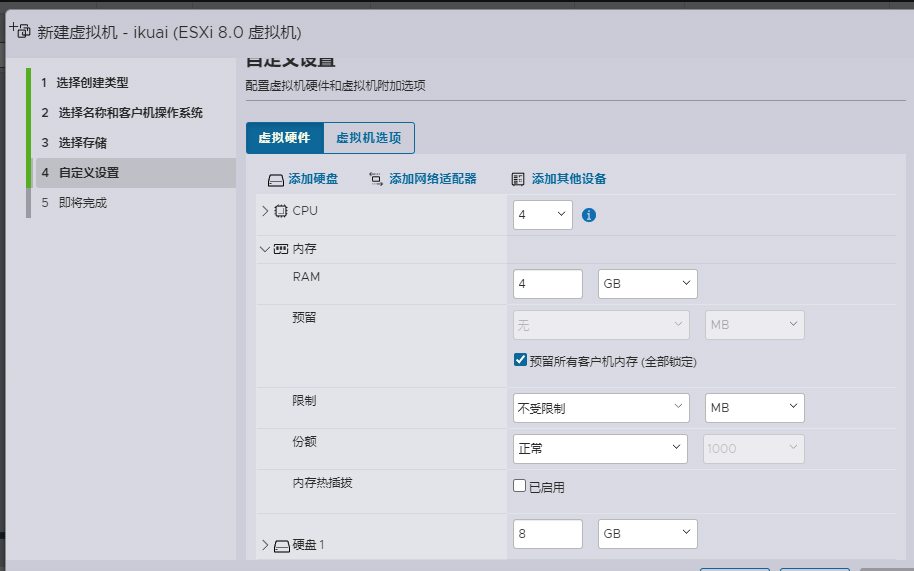 新建虚拟机 - ikuai (ESXi 8.0 虚拟机)
1 选择创建类型
2 选择名称和客户机操作系统
3 选择存储
4 自定义设置
5 即将完成
自定义设置
配置虚拟机硬件和虚拟机附加选项
虚拟硬件 虚拟机选项
添加硬盘 添加网络适配器 添加其他设备
CPU 4
内存
RAM 4 GB
预留 无 MB
预留所有客户机内存 (全部锁定)
限制 不受限制 MB
份额 正常 1000
内存热插拔 已启用
硬盘 1 8 GB